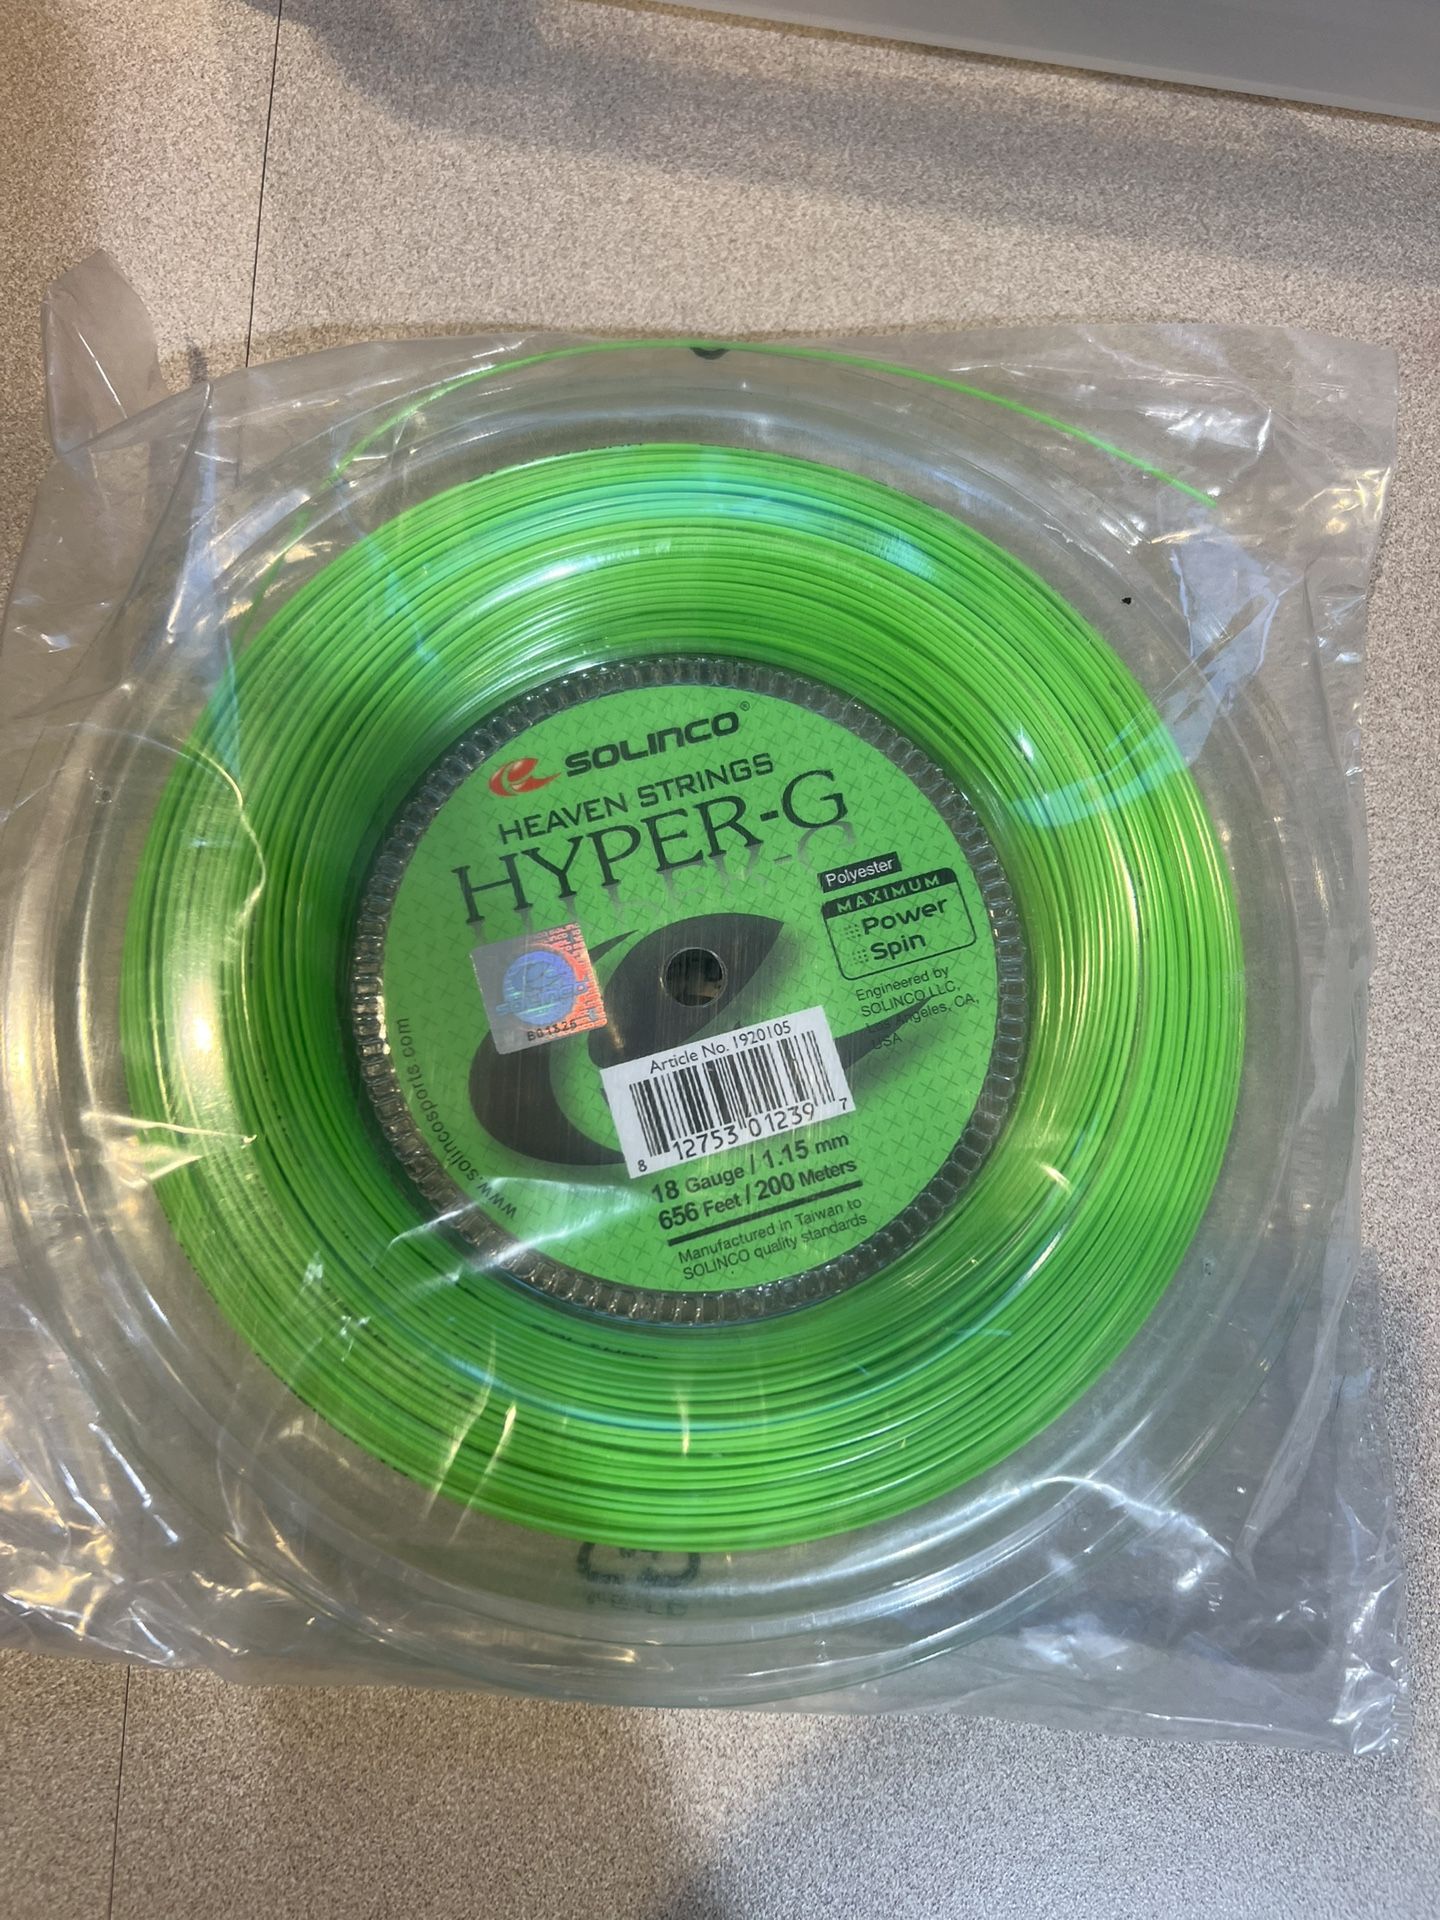 SOLINCO®
HEAVEN STRINGS
HYPER-G
Polyester
MAXIMUM
Power
Spin
Engineered by
SOLINCO LLC,
Los Angeles, CA,
USA
SOLINCO
BG1525
Article No. 1920105
8 12753 01239 7
18 Gauge / 1.15 mm
656 Feet / 200 Meters
Manufactured in Taiwan to
SOLINCO quality standards
www.solincosports.com